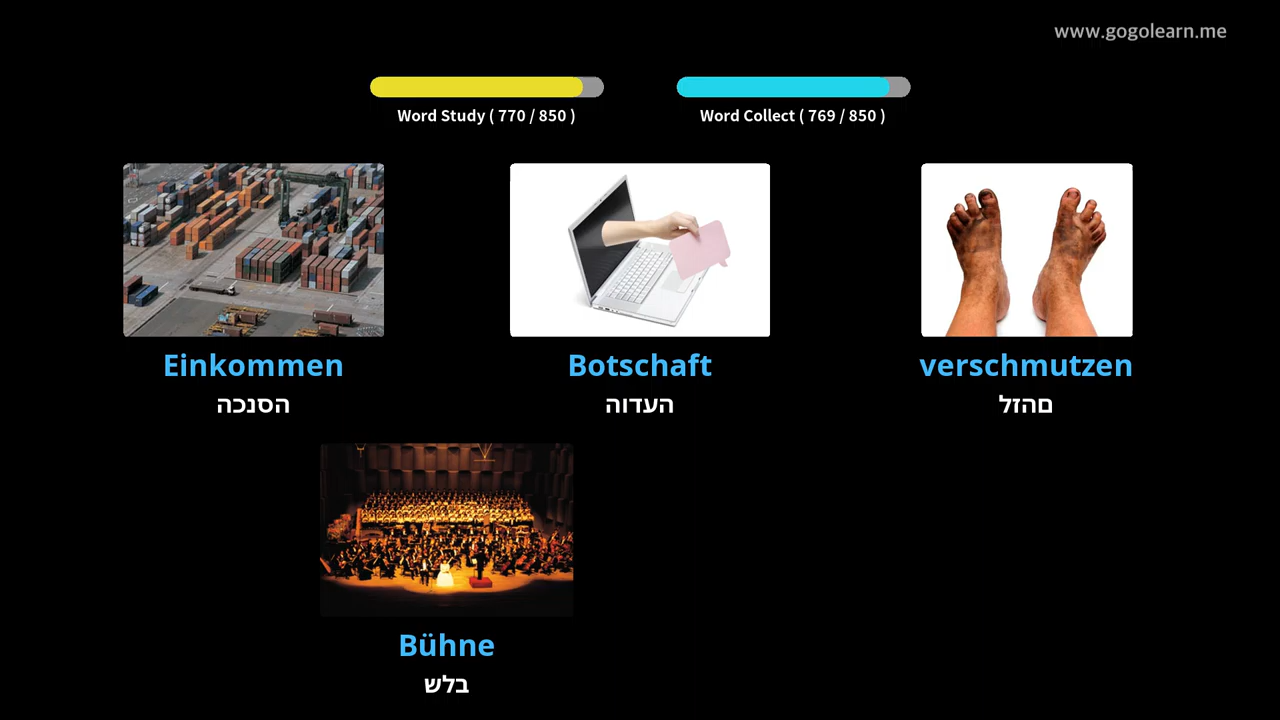 www.gogolearn.me
Word Study ( 770 / 850 )
Word Collect ( 769 / 850 )
Einkommen
הסנכה
Botschaft
העדוה
verschmutzen
םהזל
Bühne
בלש